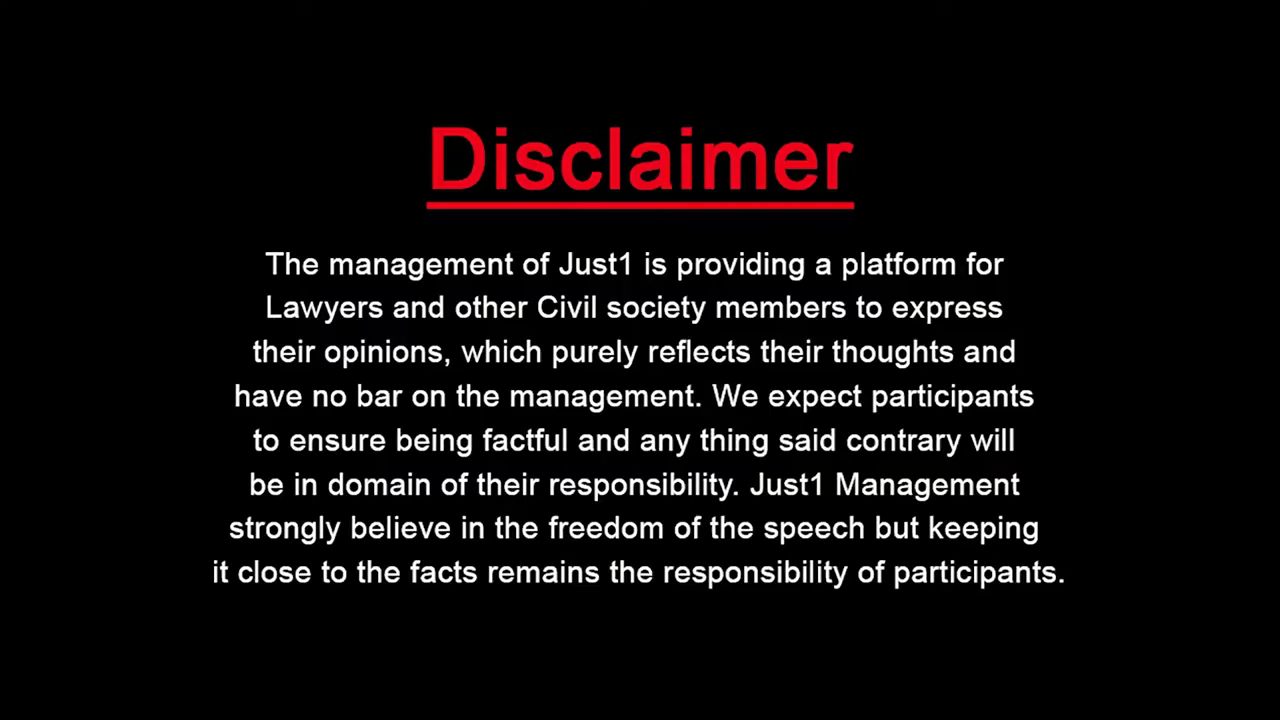 Disclaimer
The management of Just1 is providing a platform for
Lawyers and other Civil society members to express
their opinions, which purely reflects their thoughts and
have no bar on the management. We expect participants
to ensure being factful and any thing said contrary will
be in domain of their responsibility. Just1 Management
strongly believe in the freedom of the speech but keeping
it close to the facts remains the responsibility of participants.